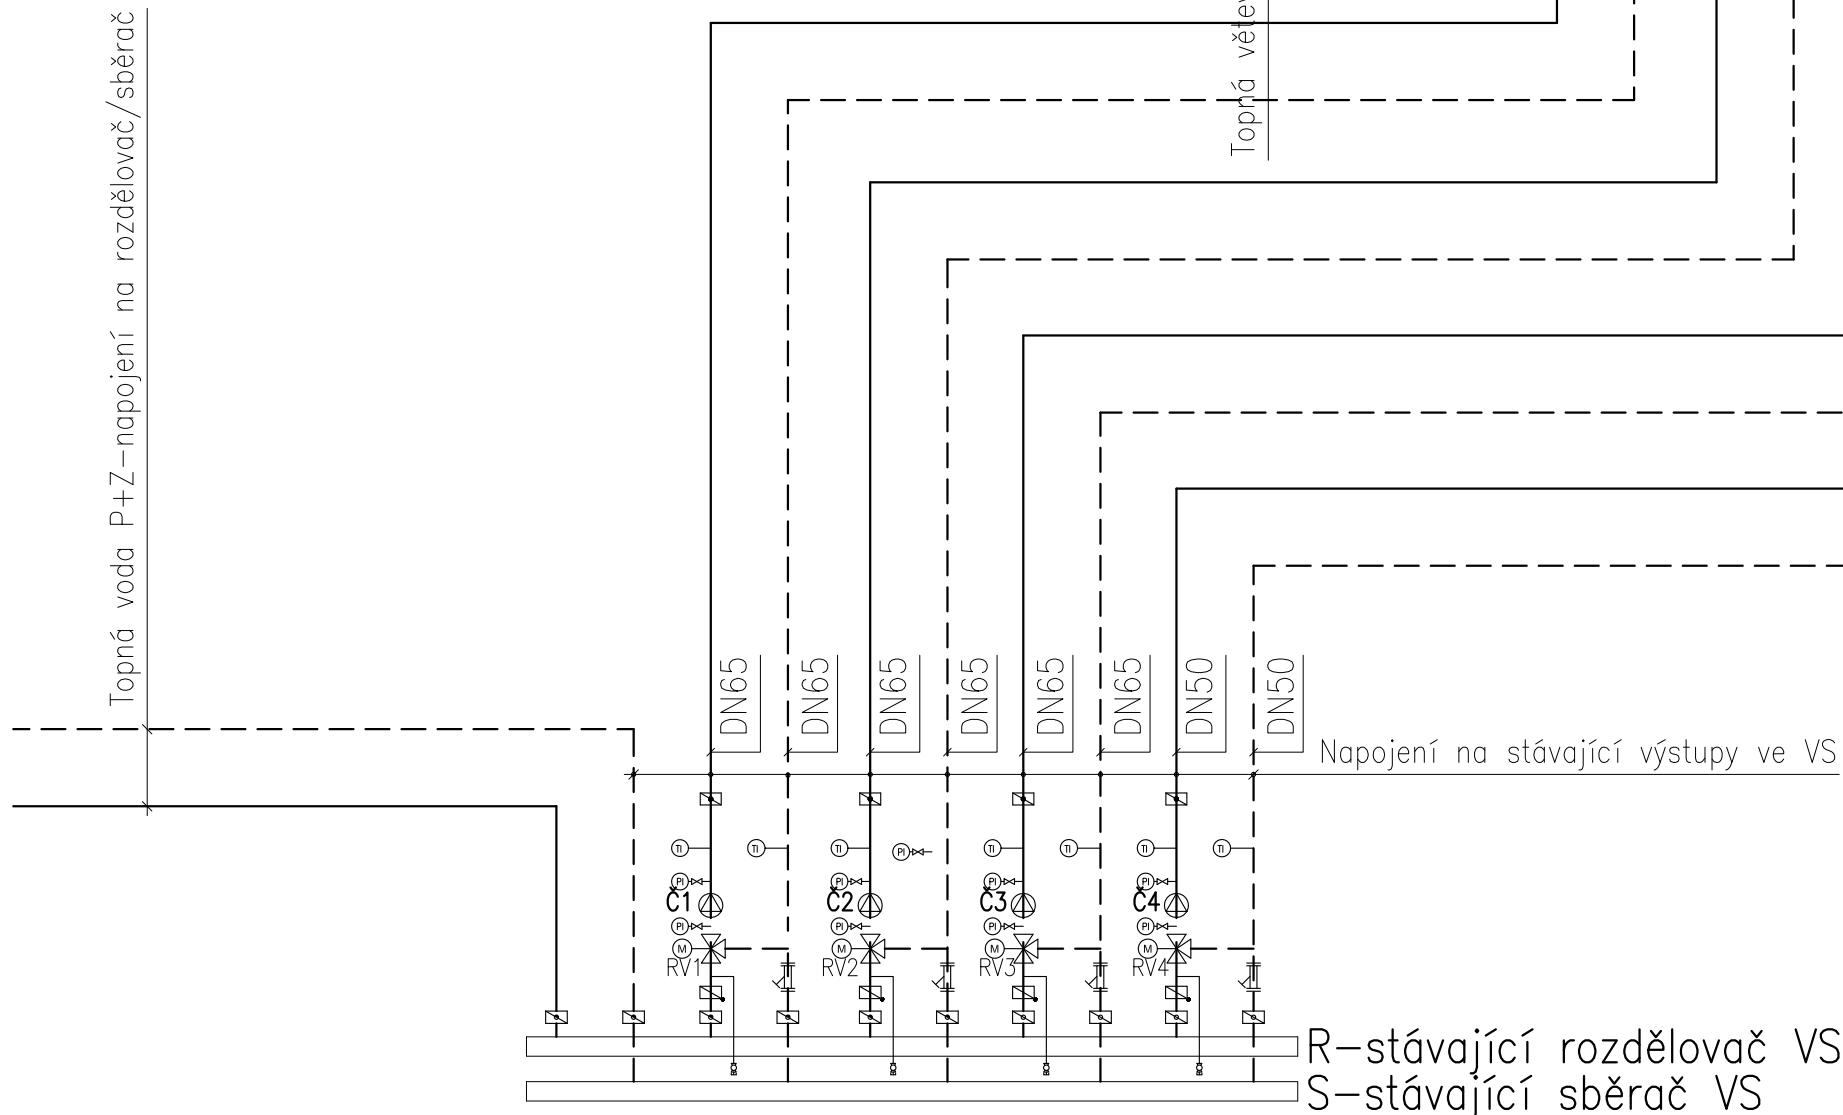 Topná voda P+Z-napojení na rozdělovač/sběrač
Topná větev
DN65
DN65
DN65
DN65
DN65
DN65
DN50
DN50
Napojení na stávající výstupy ve VS
TI
TI
TI
PI
TI
TI
TI
TI
PI
PI
PI
PI
Č1
Č2
Č3
Č4
PI
PI
PI
PI
M
M
M
M
RV1
RV2
RV3
RV4
R-stávající rozdělovač VS
S-stávající sběrač VS